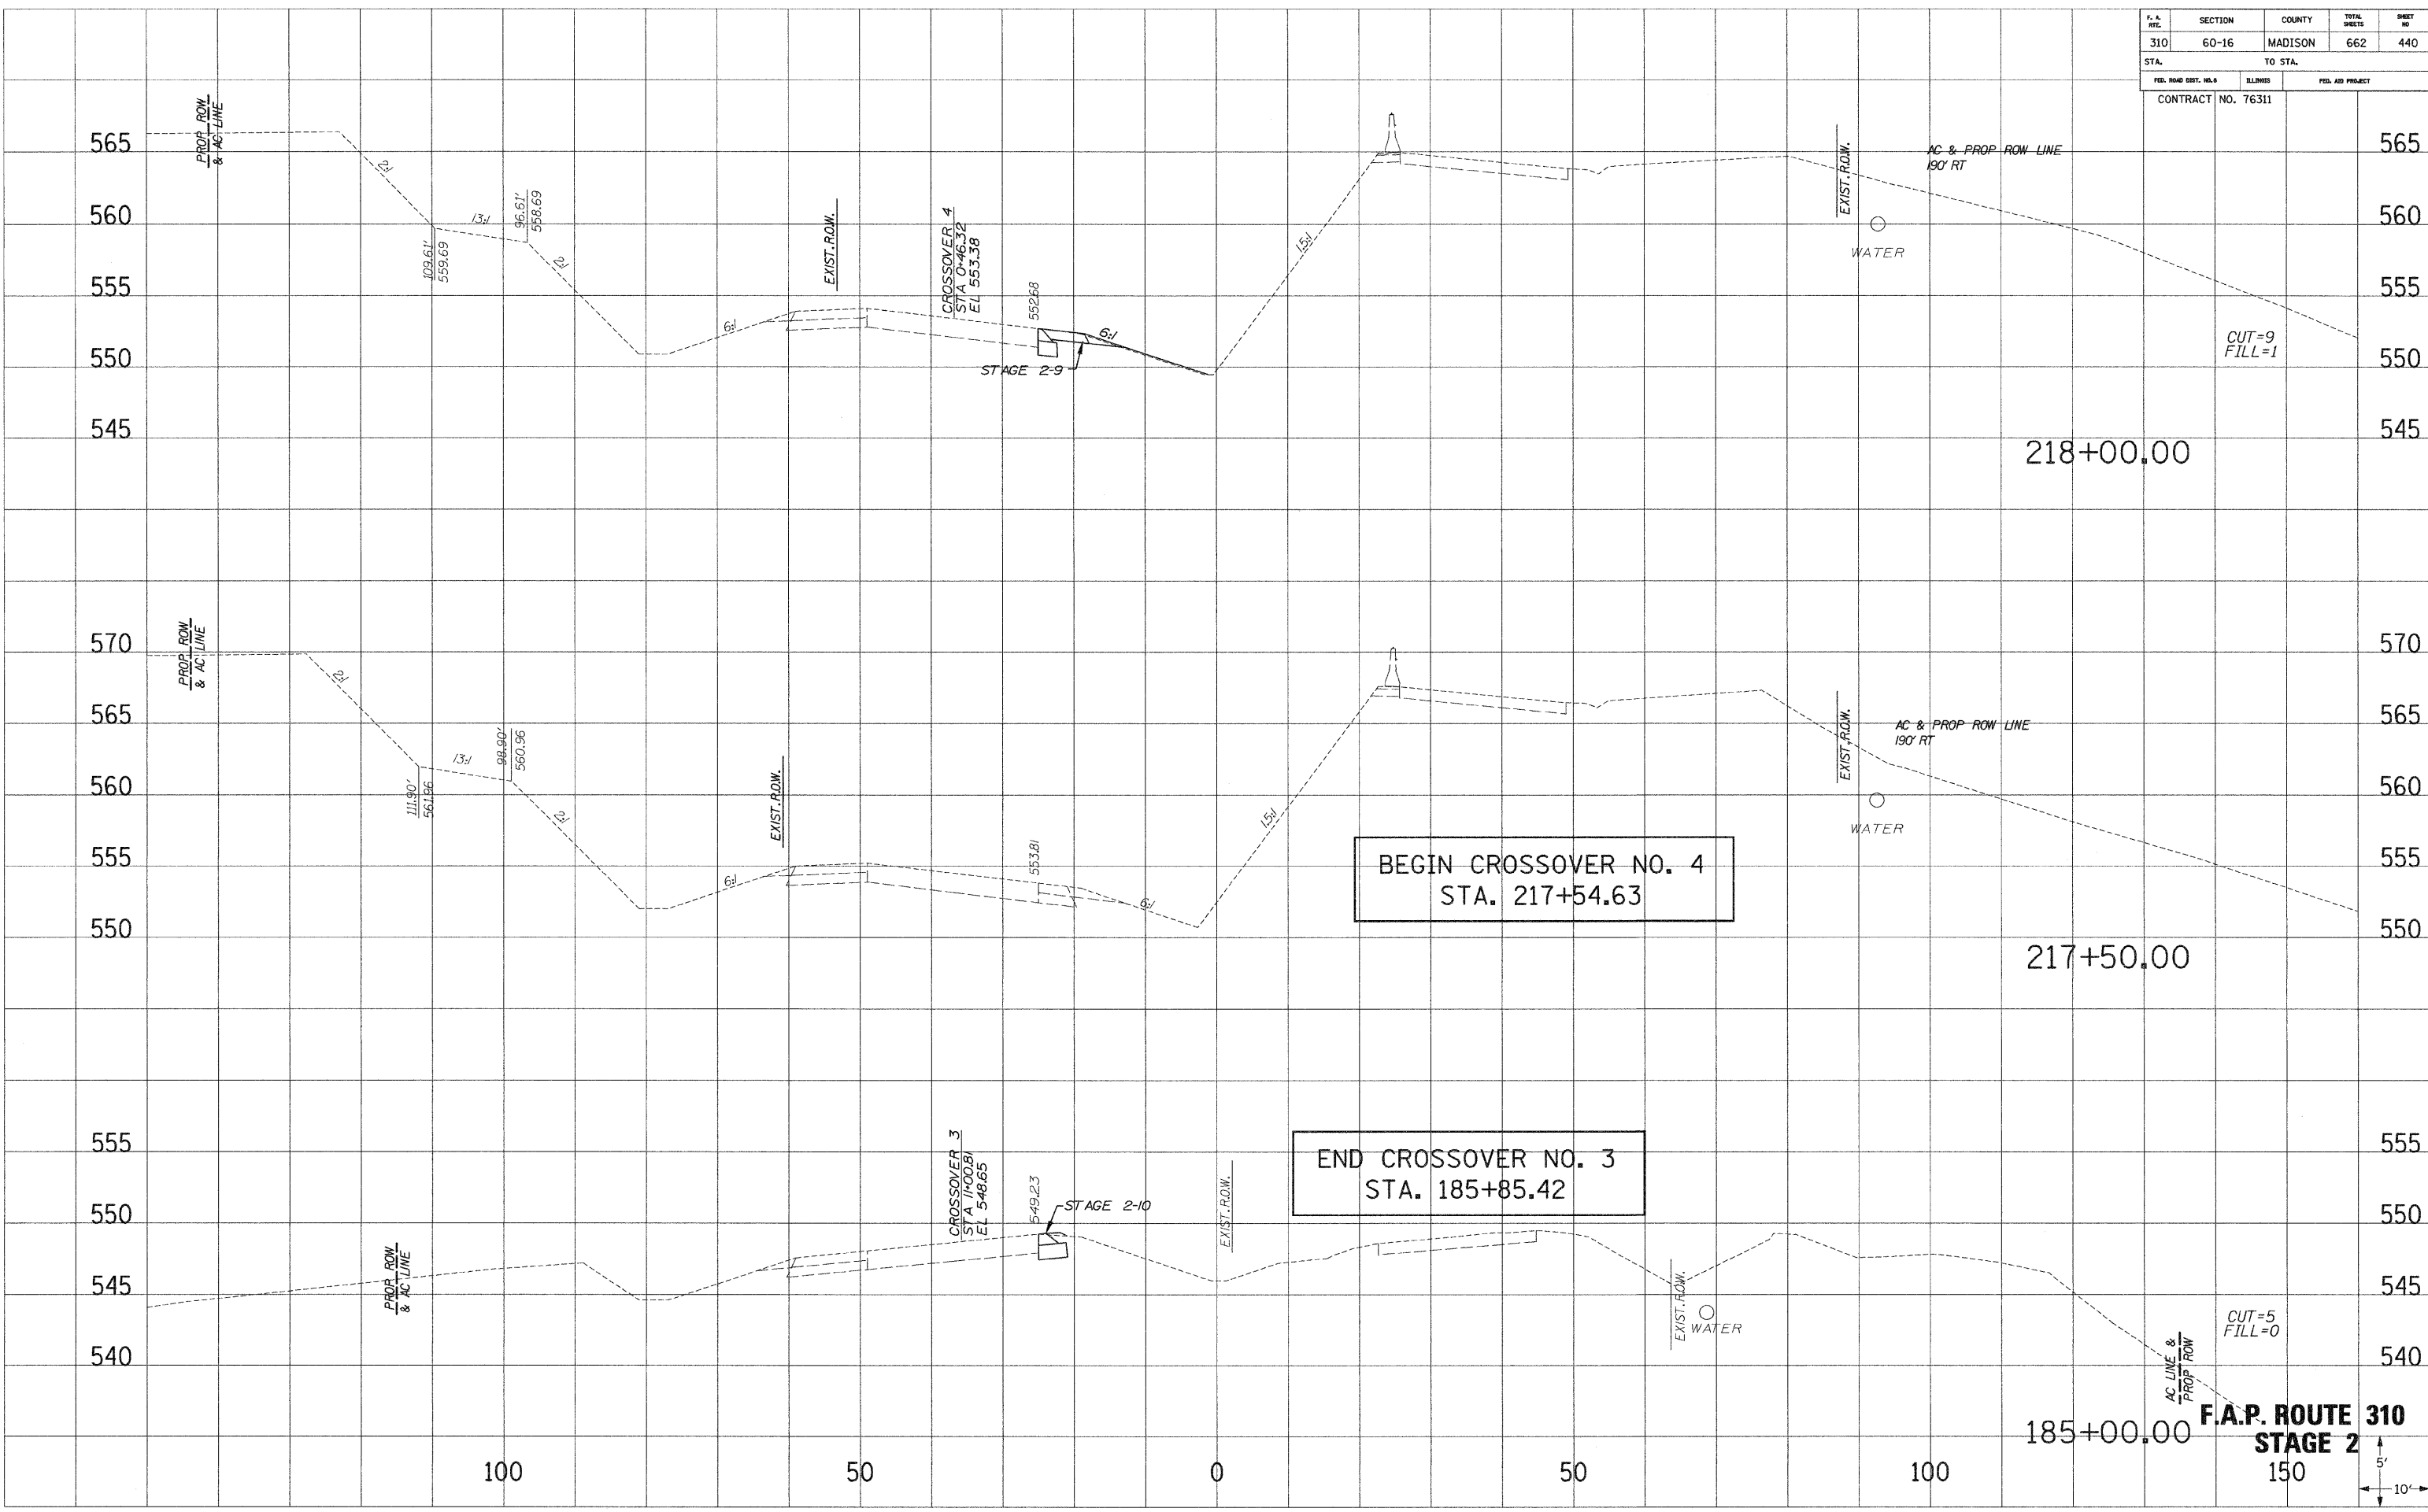 F. A. RTE. SECTION COUNTY TOTAL SHEETS SHEET NO
310 60-16 MADISON 662 440
STA. TO STA.
FED. ROAD DIST. NO. 8 ILLINOIS FED. AID PROJECT
CONTRACT NO. 76311
PROP ROW
& AC LINE
565
560
555
550
545
2:1
109.61'
559.69
13:1
96.61'
558.69
2:1
6:1
EXIST. R.O.W.
CROSSOVER 4
STA 0+46.32
EL 553.38
552.68
STAGE 2-9
6:1
1.5:1
EXIST. R.O.W.
AC & PROP ROW LINE
190' RT
WATER
CUT=9
FILL=1
565
560
555
550
545
218+00.00
PROP ROW
& AC LINE
570
565
560
555
550
2:1
111.90'
561.96
13:1
98.90'
560.96
2:1
6:1
EXIST. R.O.W.
553.81
6:1
1.5:1
BEGIN CROSSOVER NO. 4
STA. 217+54.63
EXIST. R.O.W.
AC & PROP ROW LINE
190' RT
WATER
570
565
560
555
550
217+50.00
555
550
545
540
PROP ROW
& AC LINE
CROSSOVER 3
STA 11+00.81
EL 548.65
549.23
STAGE 2-10
EXIST. R.O.W.
END CROSSOVER NO. 3
STA. 185+85.42
EXIST. R.O.W.
WATER
AC LINE &
PROP ROW
CUT=5
FILL=0
555
550
545
540
185+00.00
F.A.P. ROUTE 310
STAGE 2
100 50 0 50 100 150
5'
10'